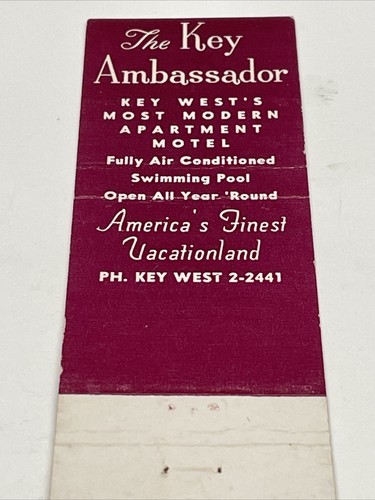 The Key
Ambassador
KEY WEST'S
MOST MODERN
APARTMENT
MOTEL
Fully Air Conditioned
Swimming Pool
Open All Year 'Round
America's Finest
Vacationland
PH. KEY WEST 2-2441